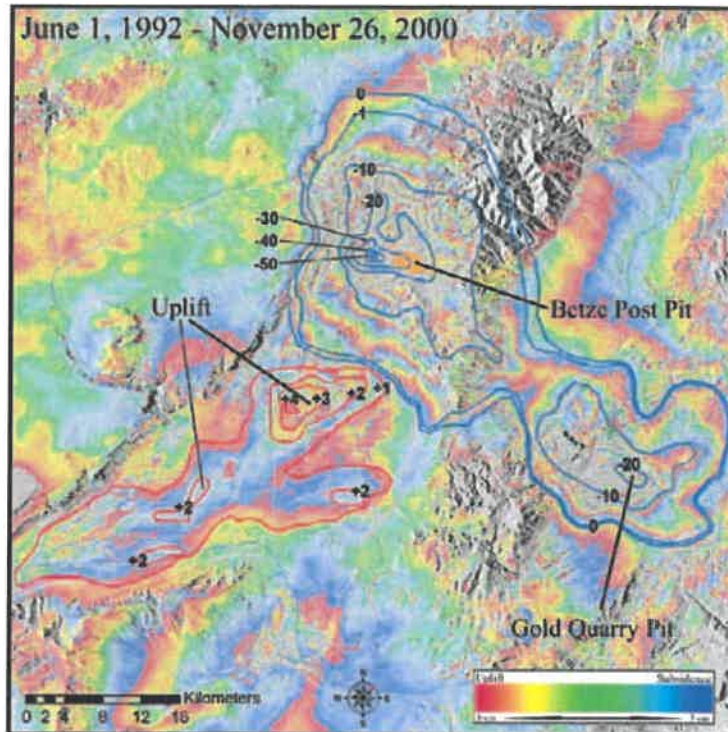 June 1, 1992 - November 26, 2000
0
-1
-10
-20
-30
-40
-50
Uplift
Betze Post Pit
+4 +3 +2 +1
+2
+2
+2
-20
-10
0
Gold Quarry Pit
N
Kilometers
0 2 4 8 12 16
Uplift Subsidence